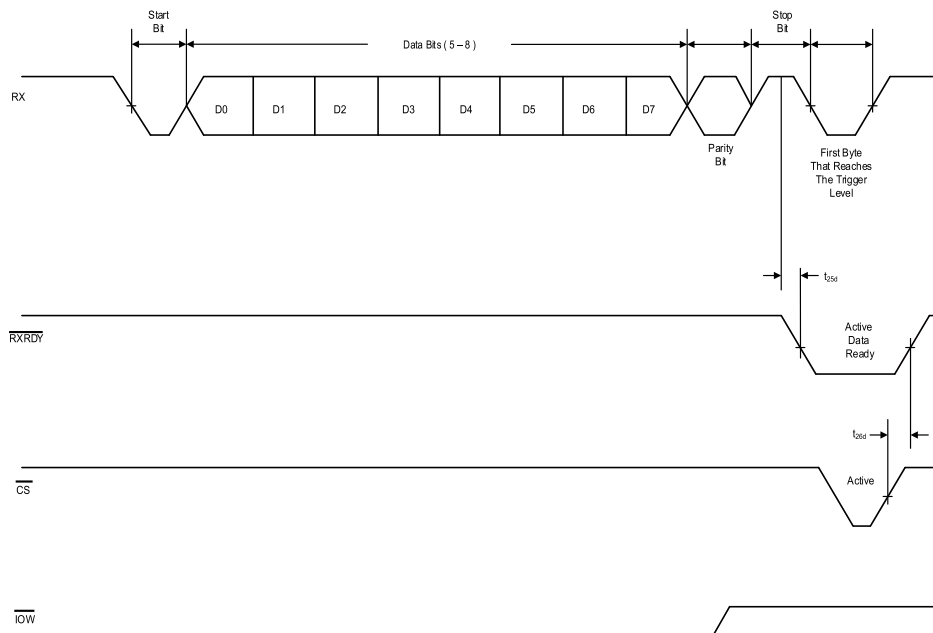 Start
Bit
Data Bits ( 5 – 8 )
Stop
Bit
RX
D0 D1 D2 D3 D4 D5 D6 D7
Parity
Bit
First Byte
That Reaches
The Trigger
Level
t25d
RXRDY
Active
Data
Ready
t26d
CS
Active
IOW